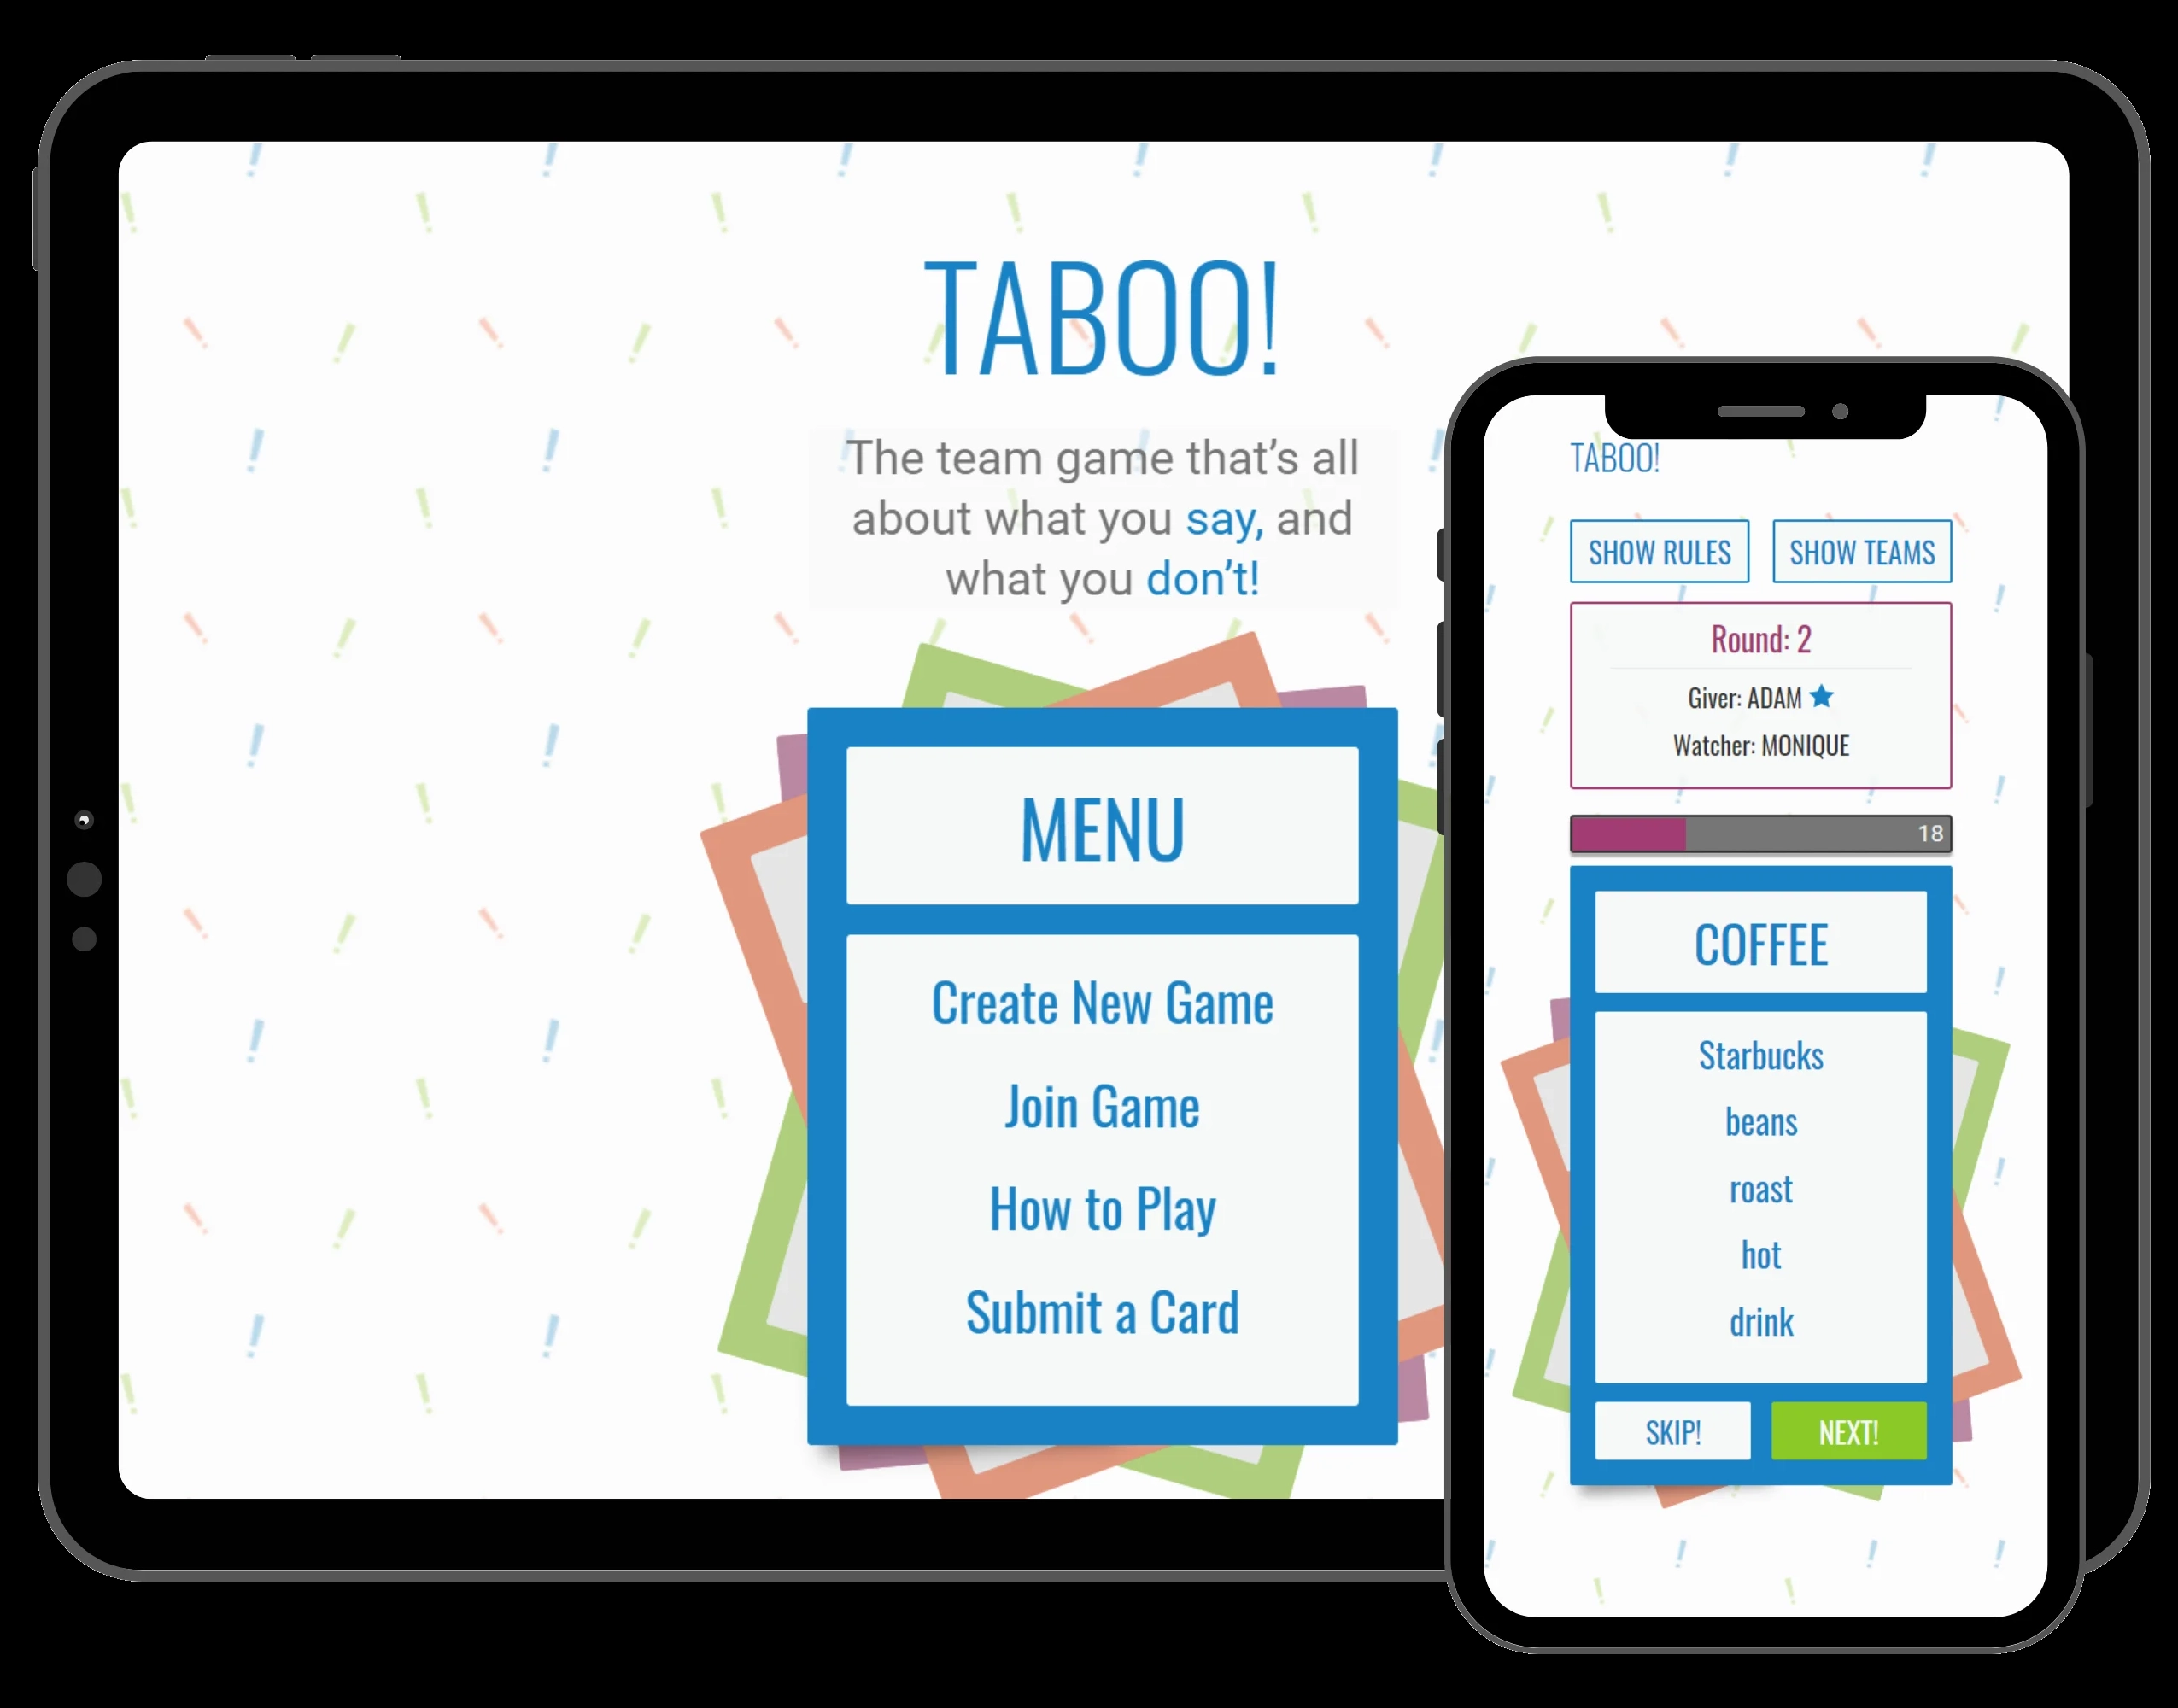 TABOO!
The team game that’s all
about what you say, and
what you don’t!
MENU
Create New Game
Join Game
How to Play
Submit a Card
TABOO!
SHOW RULES SHOW TEAMS
Round: 2
Giver: ADAM
Watcher: MONIQUE
18
COFFEE
Starbucks
beans
roast
hot
drink
SKIP! NEXT!